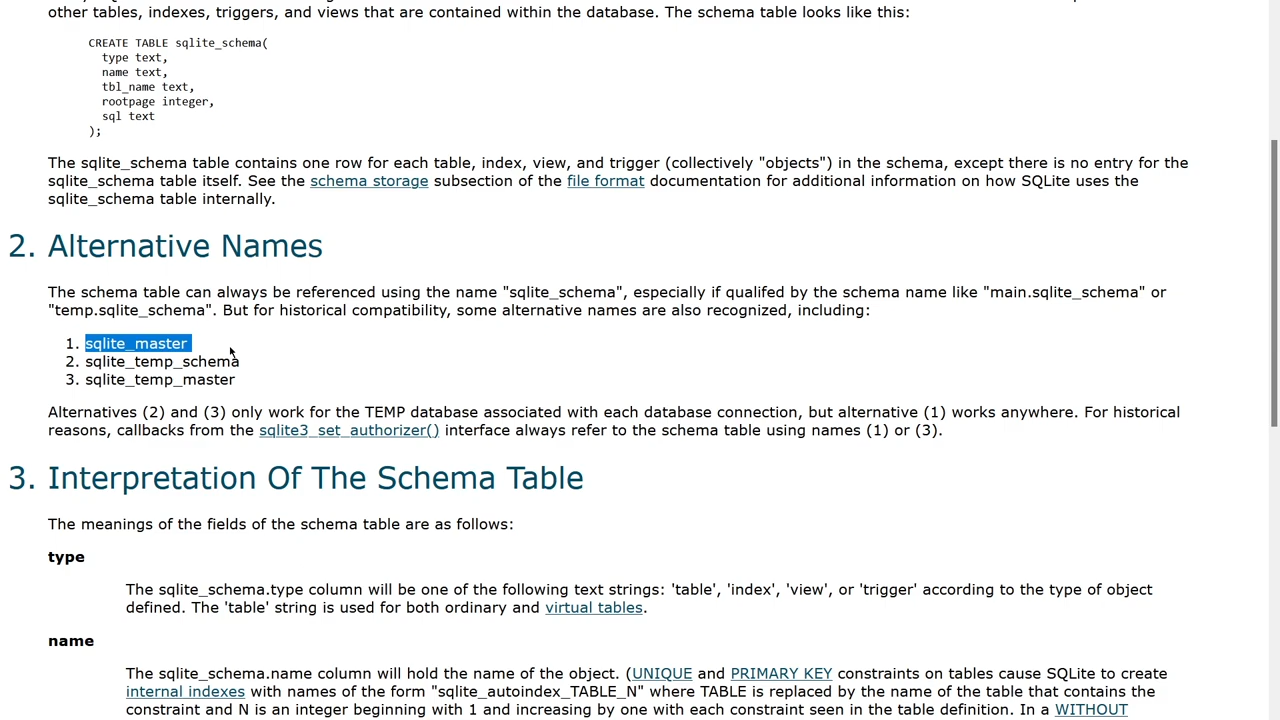 other tables, indexes, triggers, and views that are contained within the database. The schema table looks like this:
CREATE TABLE sqlite_schema(
  type text,
  name text,
  tbl_name text,
  rootpage integer,
  sql text
);
The sqlite_schema table contains one row for each table, index, view, and trigger (collectively "objects") in the schema, except there is no entry for the
sqlite_schema table itself. See the schema storage subsection of the file format documentation for additional information on how SQLite uses the
sqlite_schema table internally.
2. Alternative Names
The schema table can always be referenced using the name "sqlite_schema", especially if qualifed by the schema name like "main.sqlite_schema" or
"temp.sqlite_schema". But for historical compatibility, some alternative names are also recognized, including:
1. sqlite_master
2. sqlite_temp_schema
3. sqlite_temp_master
Alternatives (2) and (3) only work for the TEMP database associated with each database connection, but alternative (1) works anywhere. For historical
reasons, callbacks from the sqlite3_set_authorizer() interface always refer to the schema table using names (1) or (3).
3. Interpretation Of The Schema Table
The meanings of the fields of the schema table are as follows:
type
The sqlite_schema.type column will be one of the following text strings: 'table', 'index', 'view', or 'trigger' according to the type of object
defined. The 'table' string is used for both ordinary and virtual tables.
name
The sqlite_schema.name column will hold the name of the object. (UNIQUE and PRIMARY KEY constraints on tables cause SQLite to create
internal indexes with names of the form "sqlite_autoindex_TABLE_N" where TABLE is replaced by the name of the table that contains the
constraint and N is an integer beginning with 1 and increasing by one with each constraint seen in the table definition. In a WITHOUT